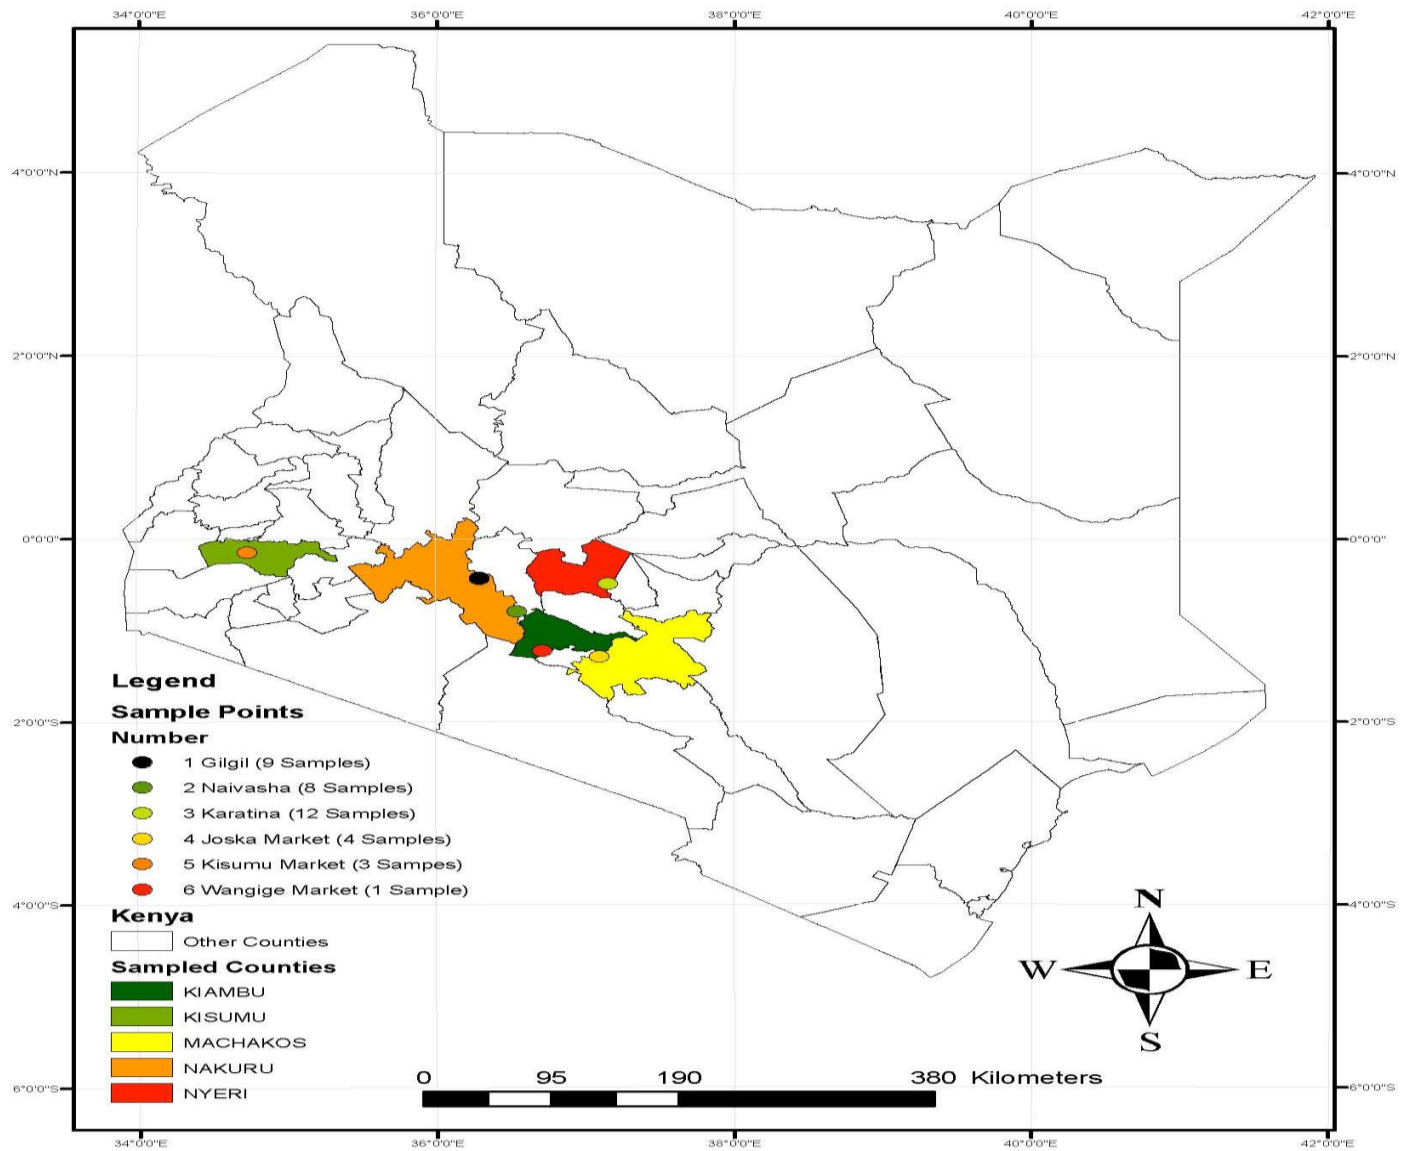 34°0'0"E 36°0'0"E 38°0'0"E 40°0'0"E 42°0'0"E
4°0'0"N 4°0'0"N
2°0'0"N 2°0'0"N
0°0'0" 0°0'0"
2°0'0"S 2°0'0"S
4°0'0"S 4°0'0"S
6°0'0"S 6°0'0"S
Legend
Sample Points
Number
1 Gilgil (9 Samples)
2 Naivasha (8 Samples)
3 Karatina (12 Samples)
4 Joska Market (4 Samples)
5 Kisumu Market (3 Sampes)
6 Wangige Market (1 Sample)
Kenya
Other Counties
Sampled Counties
KIAMBU
KISUMU
MACHAKOS
NAKURU
NYERI
N
W E
S
0 95 190 380 Kilometers
34°0'0"E 36°0'0"E 38°0'0"E 40°0'0"E 42°0'0"E